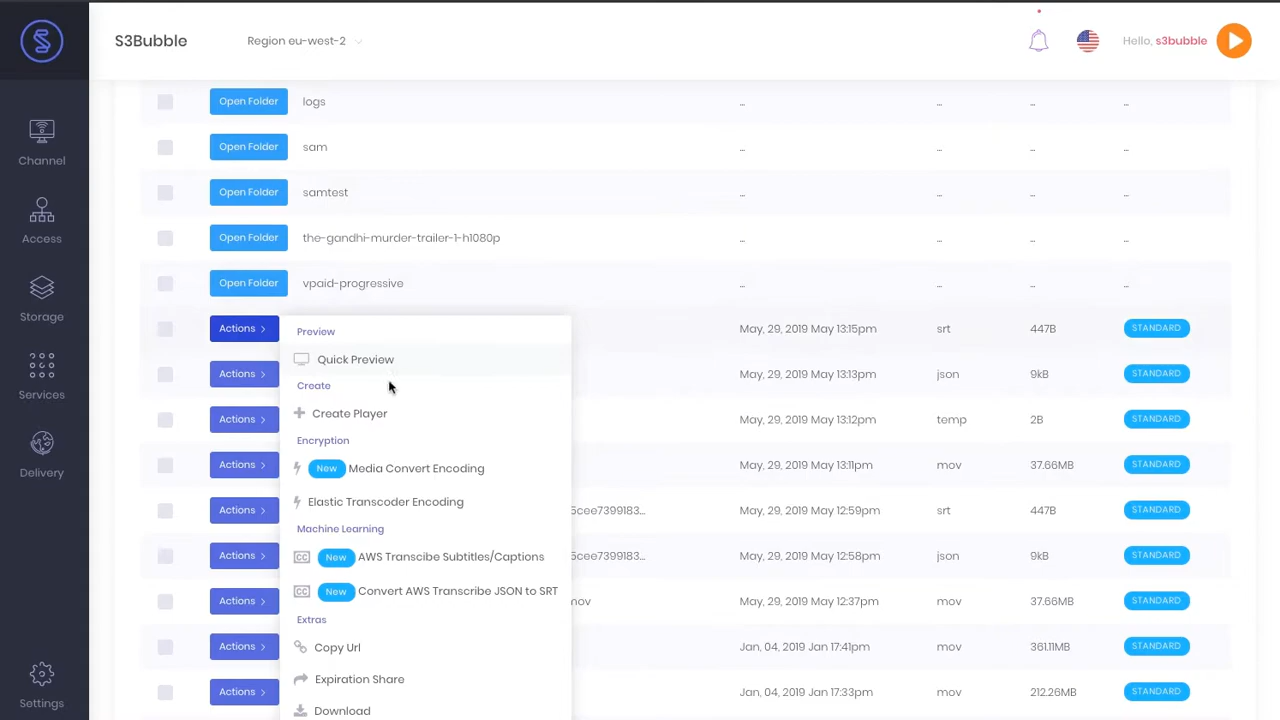 S3Bubble
Region eu-west-2
Hello, s3bubble
Channel
Access
Storage
Services
Delivery
Settings
Open Folder logs .. .. .. ..
Open Folder sam .. .. .. ..
Open Folder samtest .. .. .. ..
Open Folder the-gandhi-murder-trailer-1-h1080p .. .. .. ..
Open Folder vpaid-progressive .. .. .. ..
Actions May, 29, 2019 May 13:15pm srt 447B STANDARD
Actions May, 29, 2019 May 13:13pm json 9kB STANDARD
Actions May, 29, 2019 May 13:12pm temp 2B STANDARD
Actions May, 29, 2019 May 13:11pm mov 37.66MB STANDARD
Actions 5cee7399183... May, 29, 2019 May 12:59pm srt 447B STANDARD
Actions 5cee7399183... May, 29, 2019 May 12:58pm json 9kB STANDARD
Actions mov May, 29, 2019 May 12:37pm mov 37.66MB STANDARD
Actions Jan, 04, 2019 Jan 17:41pm mov 361.11MB STANDARD
Actions Jan, 04, 2019 Jan 17:33pm mov 212.26MB STANDARD
Preview
Quick Preview
Create
Create Player
Encryption
New Media Convert Encoding
Elastic Transcoder Encoding
Machine Learning
CC New AWS Transcibe Subtitles/Captions
CC New Convert AWS Transcribe JSON to SRT
Extras
Copy Url
Expiration Share
Download